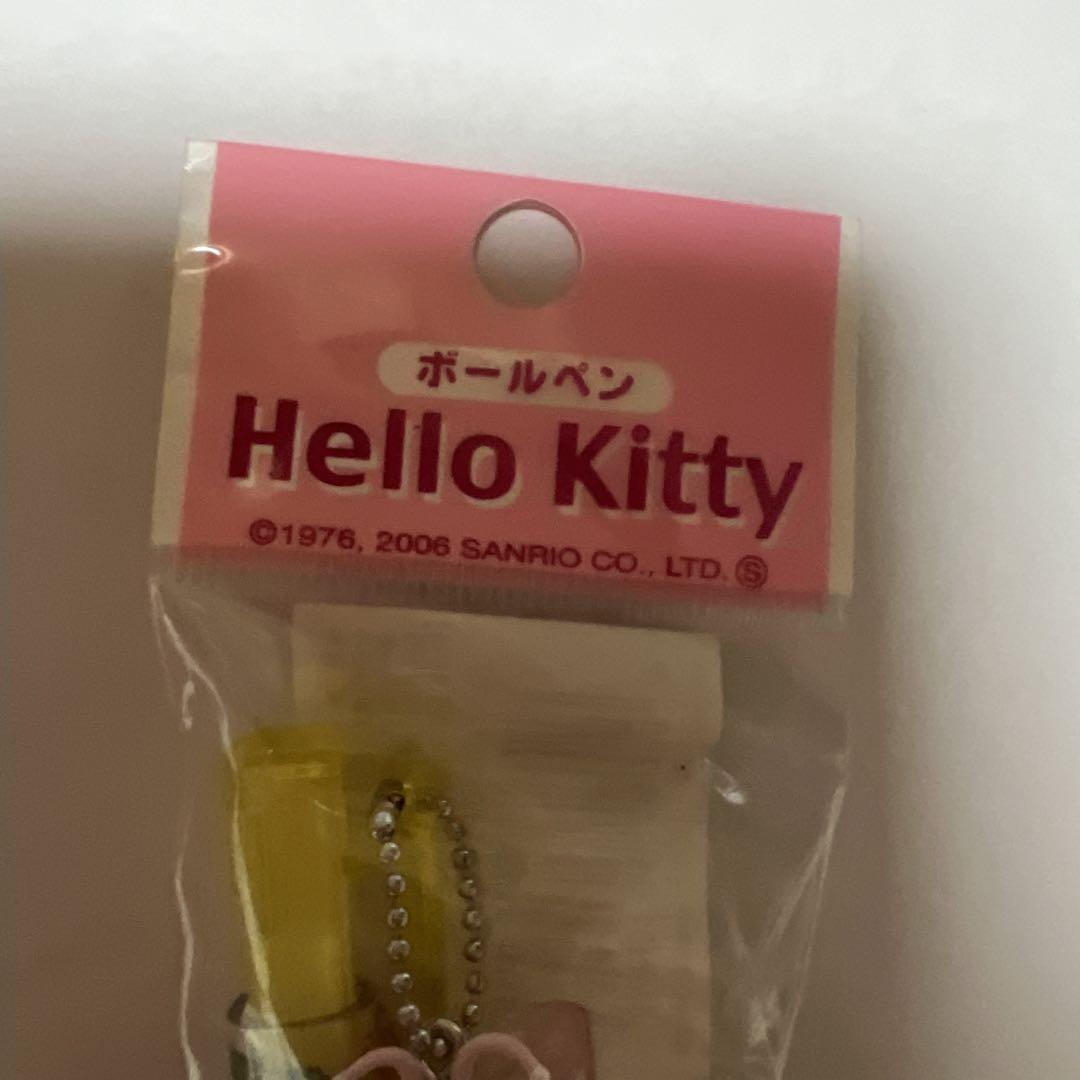 ボールペン
Hello Kitty
©1976, 2006 SANRIO CO., LTD. Ⓢ